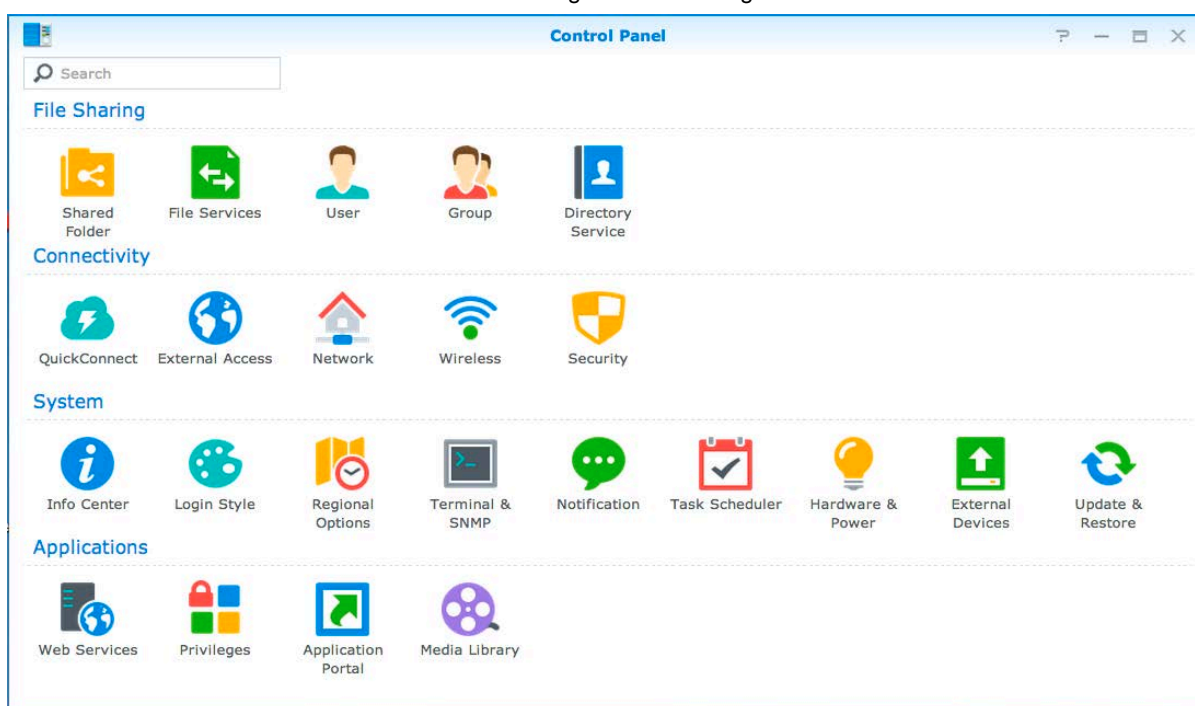 Control Panel
Search
File Sharing
Shared Folder
File Services
User
Group
Directory Service
Connectivity
QuickConnect
External Access
Network
Wireless
Security
System
Info Center
Login Style
Regional Options
Terminal & SNMP
Notification
Task Scheduler
Hardware & Power
External Devices
Update & Restore
Applications
Web Services
Privileges
Application Portal
Media Library